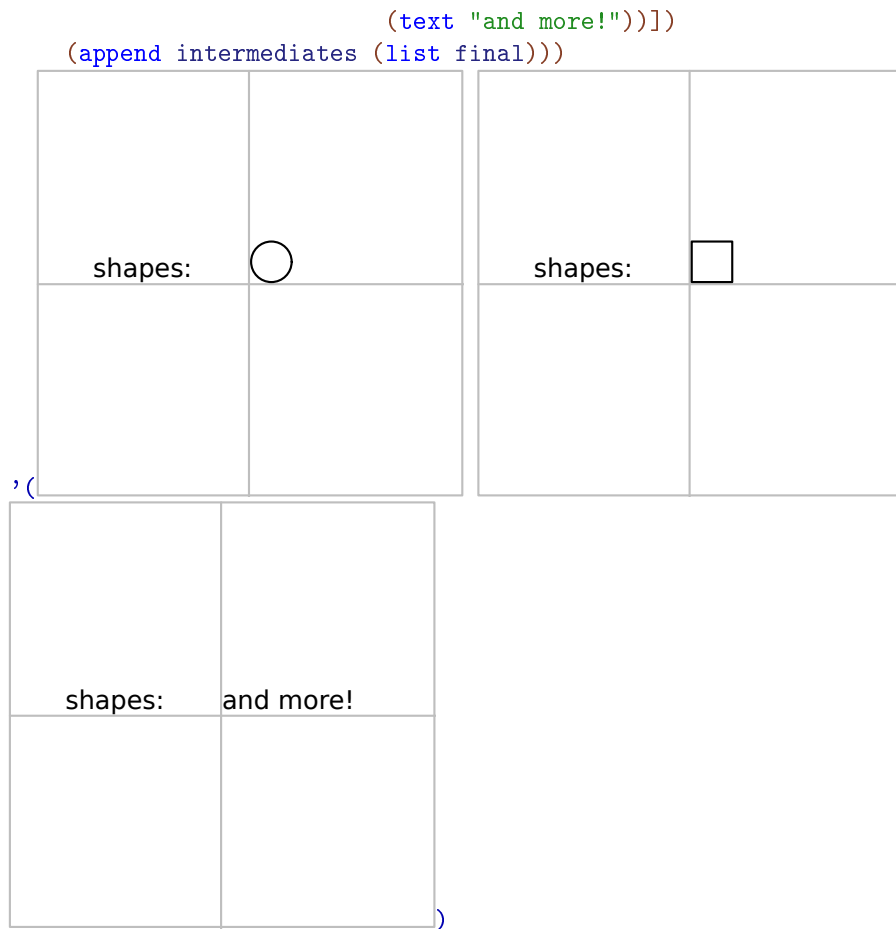 (text "and more!"))])
(append intermediates (list final)))
shapes:
shapes:
'(
shapes: and more!
)